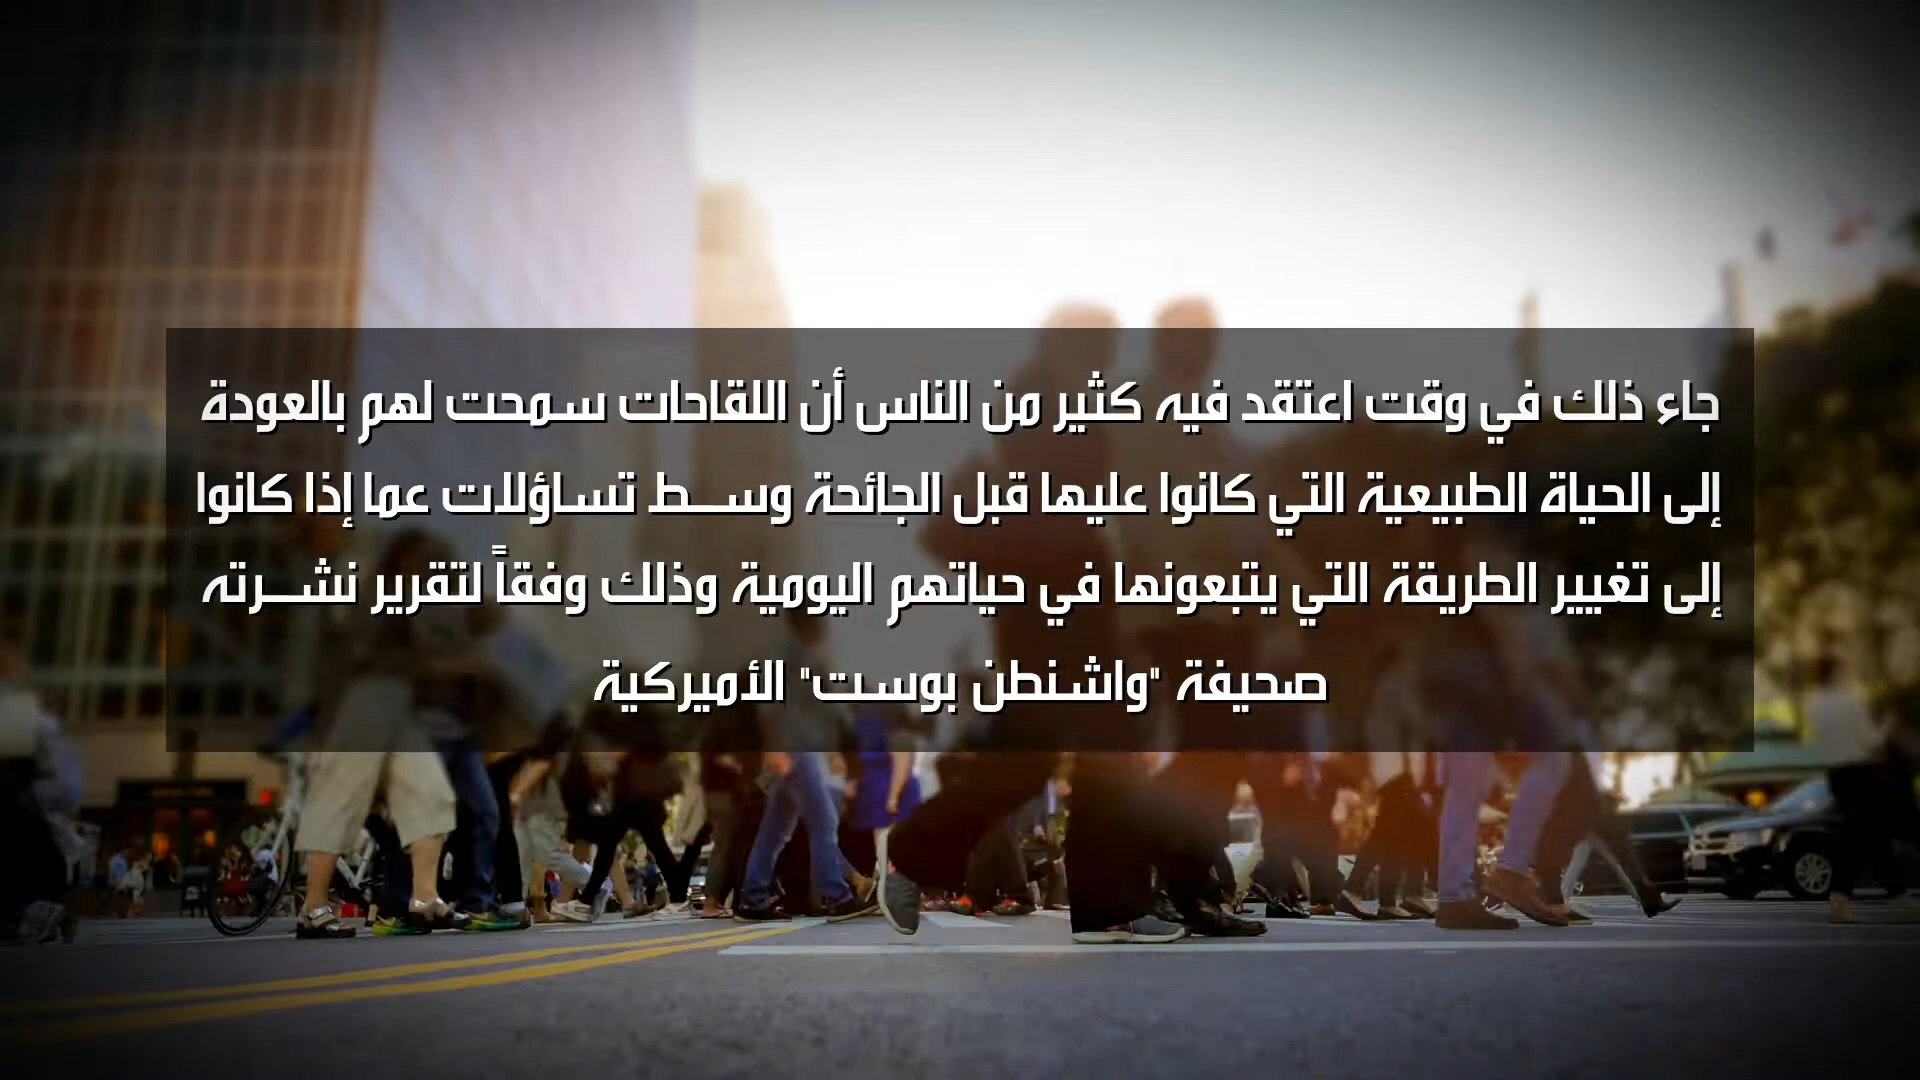 جاء ذلك في وقت اعتقد فيه كثير من الناس أن اللقاحات سمحت لهم بالعودة
إلى الحياة الطبيعية التي كانوا عليها قبل الجائحة وسـط تساؤلات عما إذا كانوا
إلى تغيير الطريقة التي يتبعونها في حياتهم اليومية وذلك وفقاً لتقرير نشـرته
صحيفة "واشنطن بوست" الأميركية